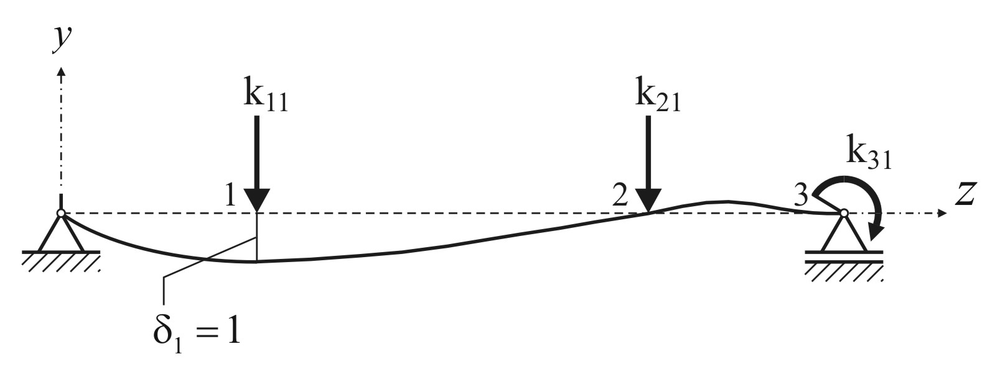 y
k₁₁
k₂₁
k₃₁
1
2
3
z
δ₁ = 1